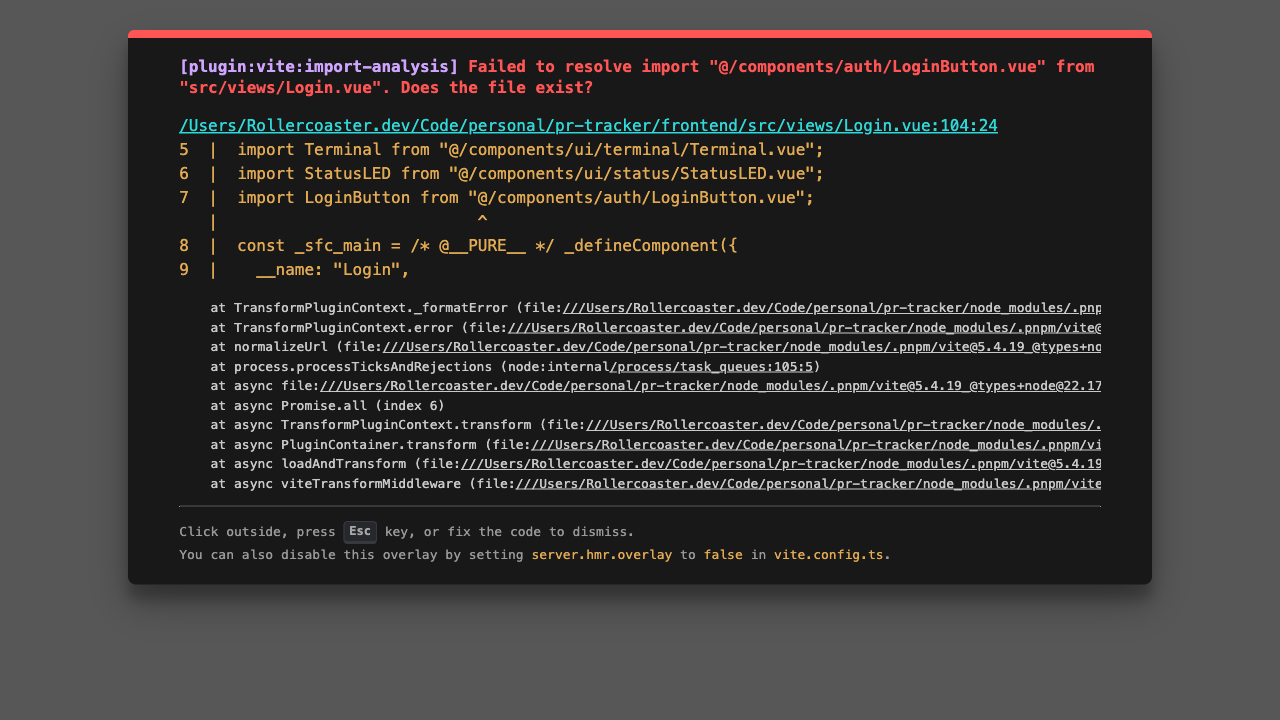 [plugin:vite:import-analysis] Failed to resolve import "@/components/auth/LoginButton.vue" from
"src/views/Login.vue". Does the file exist?
/Users/Rollercoaster.dev/Code/personal/pr-tracker/frontend/src/views/Login.vue:104:24
5  |  import Terminal from "@/components/ui/terminal/Terminal.vue";
6  |  import StatusLED from "@/components/ui/status/StatusLED.vue";
7  |  import LoginButton from "@/components/auth/LoginButton.vue";
   |                           ^
8  |  const _sfc_main = /* @__PURE__ */ _defineComponent({
9  |    __name: "Login",
    at TransformPluginContext._formatError (file:///Users/Rollercoaster.dev/Code/personal/pr-tracker/node_modules/.pnp
    at TransformPluginContext.error (file:///Users/Rollercoaster.dev/Code/personal/pr-tracker/node_modules/.pnpm/vite@
    at normalizeUrl (file:///Users/Rollercoaster.dev/Code/personal/pr-tracker/node_modules/.pnpm/vite@5.4.19_@types+no
    at process.processTicksAndRejections (node:internal/process/task_queues:105:5)
    at async file:///Users/Rollercoaster.dev/Code/personal/pr-tracker/node_modules/.pnpm/vite@5.4.19_@types+node@22.17
    at async Promise.all (index 6)
    at async TransformPluginContext.transform (file:///Users/Rollercoaster.dev/Code/personal/pr-tracker/node_modules/.
    at async PluginContainer.transform (file:///Users/Rollercoaster.dev/Code/personal/pr-tracker/node_modules/.pnpm/vi
    at async loadAndTransform (file:///Users/Rollercoaster.dev/Code/personal/pr-tracker/node_modules/.pnpm/vite@5.4.19
    at async viteTransformMiddleware (file:///Users/Rollercoaster.dev/Code/personal/pr-tracker/node_modules/.pnpm/vite
Click outside, press Esc key, or fix the code to dismiss.
You can also disable this overlay by setting server.hmr.overlay to false in vite.config.ts.